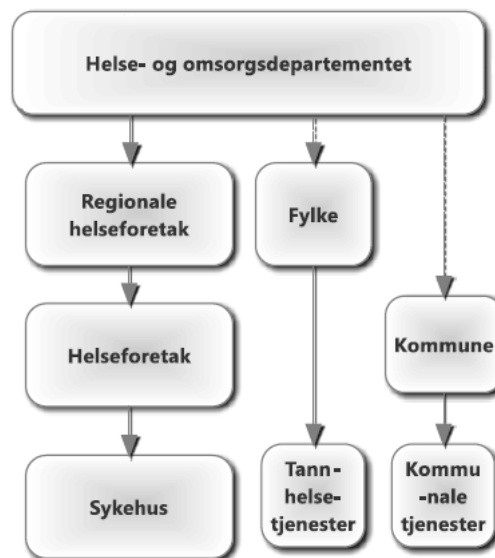 Helse- og omsorgsdepartementet
Regionale
helseforetak
Fylke
Helseforetak
Kommune
Sykehus
Tann-
helse-
tjenester
Kommu
-nale
tjenester